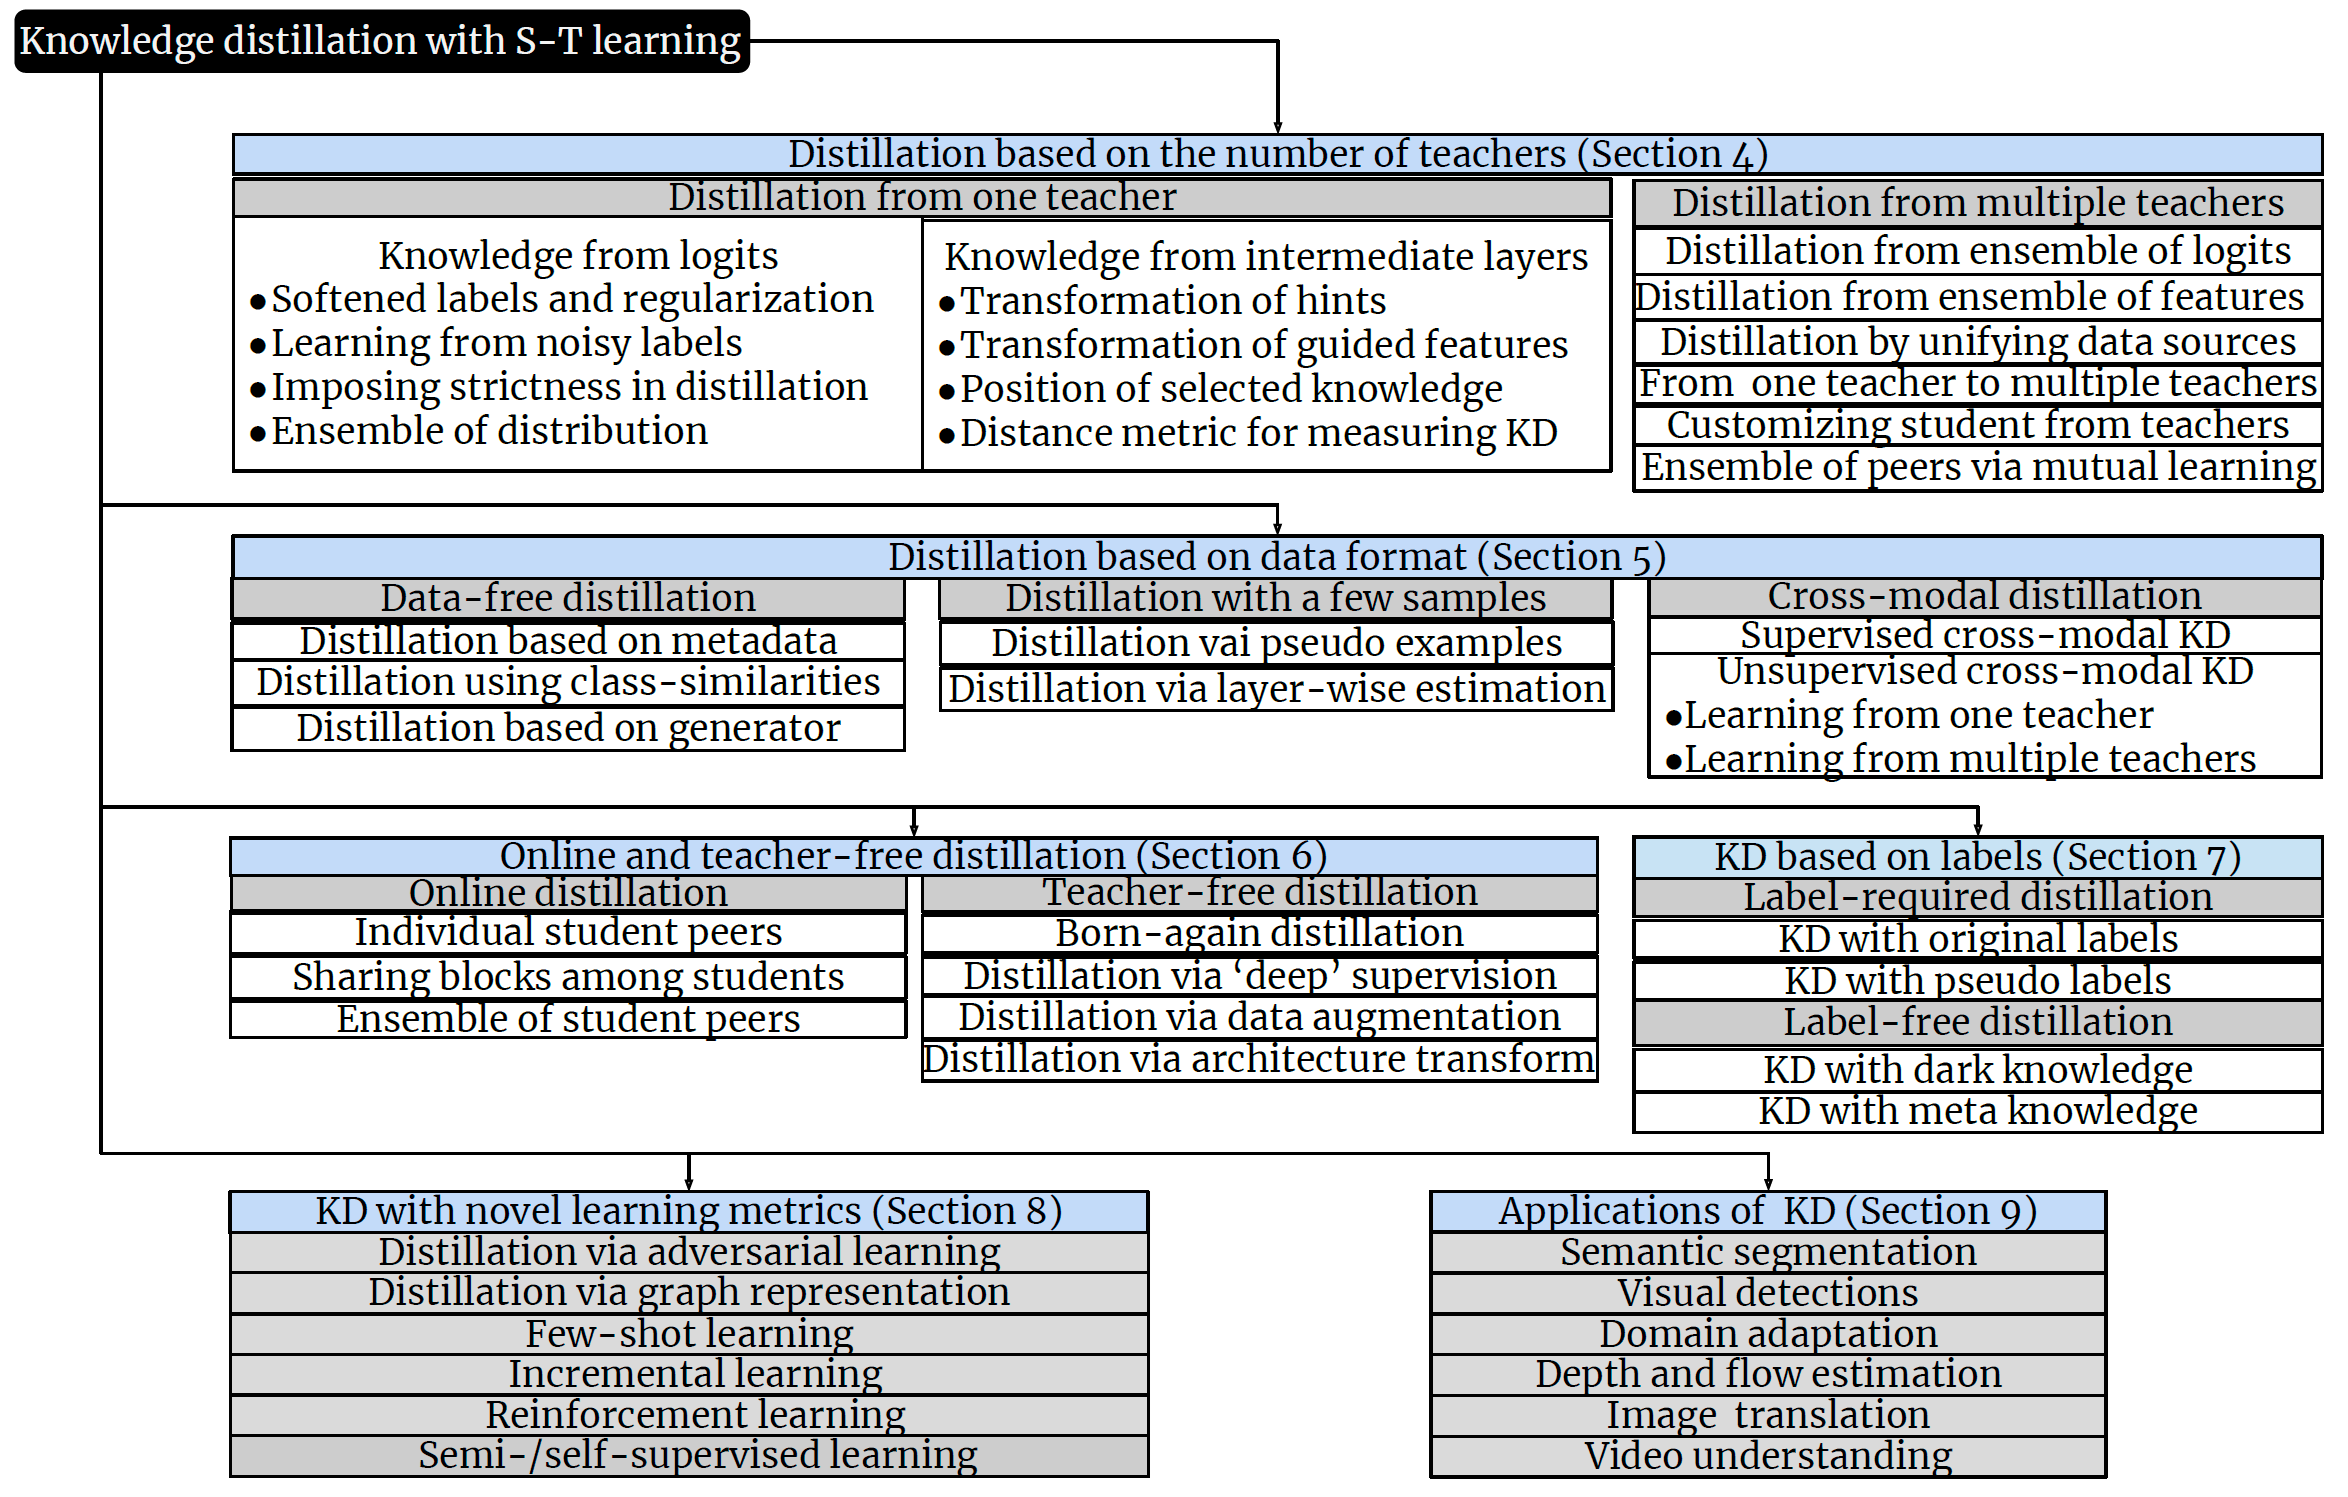 Knowledge distillation with S-T learning
Distillation based on the number of teachers (Section 4)
Distillation from one teacher
Knowledge from logits
●Softened labels and regularization
●Learning from noisy labels
●Imposing strictness in distillation
●Ensemble of distribution
Knowledge from intermediate layers
●Transformation of hints
●Transformation of guided features
●Position of selected knowledge
●Distance metric for measuring KD
Distillation from multiple teachers
Distillation from ensemble of logits
Distillation from ensemble of features
Distillation by unifying data sources
From one teacher to multiple teachers
Customizing student from teachers
Ensemble of peers via mutual learning
Distillation based on data format (Section 5)
Data-free distillation
Distillation based on metadata
Distillation using class-similarities
Distillation based on generator
Distillation with a few samples
Distillation vai pseudo examples
Distillation via layer-wise estimation
Cross-modal distillation
Supervised cross-modal KD
Unsupervised cross-modal KD
●Learning from one teacher
●Learning from multiple teachers
Online and teacher-free distillation (Section 6)
Online distillation
Individual student peers
Sharing blocks among students
Ensemble of student peers
Teacher-free distillation
Born-again distillation
Distillation via ‘deep’ supervision
Distillation via data augmentation
Distillation via architecture transform
KD based on labels (Section 7)
Label-required distillation
KD with original labels
KD with pseudo labels
Label-free distillation
KD with dark knowledge
KD with meta knowledge
KD with novel learning metrics (Section 8)
Distillation via adversarial learning
Distillation via graph representation
Few-shot learning
Incremental learning
Reinforcement learning
Semi-/self-supervised learning
Applications of KD (Section 9)
Semantic segmentation
Visual detections
Domain adaptation
Depth and flow estimation
Image translation
Video understanding